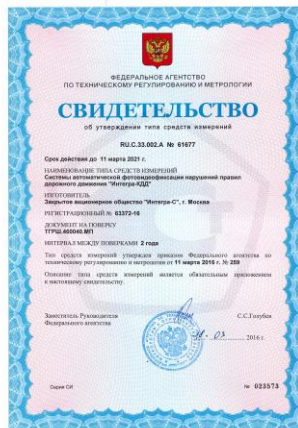 ФЕДЕРАЛЬНОЕ АГЕНТСТВО
ПО ТЕХНИЧЕСКОМУ РЕГУЛИРОВАНИЮ И МЕТРОЛОГИИ
СВИДЕТЕЛЬСТВО
об утверждении типа средств измерений
RU.C.33.002.A № 61677
Срок действия до 11 марта 2021 г.
НАИМЕНОВАНИЕ ТИПА СРЕДСТВ ИЗМЕРЕНИЙ
Системы автоматической фотовидеофиксации нарушений правил
дорожного движения "Интегра-КДД"
ИЗГОТОВИТЕЛЬ
Закрытое акционерное общество "Интегра-С", г. Москва
РЕГИСТРАЦИОННЫЙ № 63372-16
ДОКУМЕНТ НА ПОВЕРКУ
ТГРШ.466040.МП
ИНТЕРВАЛ МЕЖДУ ПОВЕРКАМИ 2 года
Тип средств измерений утвержден приказом Федерального агентства по
техническому регулированию и метрологии от 11 марта 2016 г. № 259
Описание типа средств измерений является обязательным приложением
к настоящему свидетельству.
Заместитель Руководителя
Федерального агентства
С.С.Голубев
03 2016 г.
Серия СИ
№ 023573